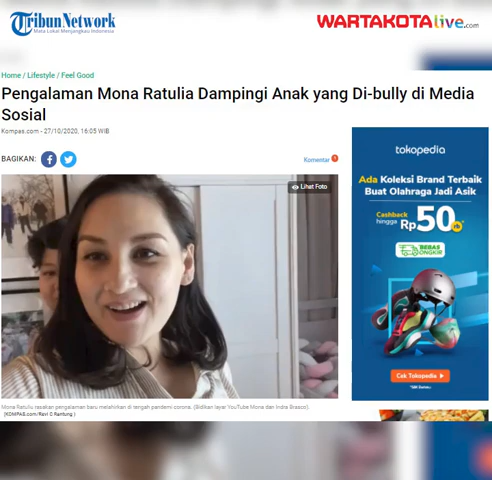 TribunNetwork
Mata Lokal Menjangkau Indonesia
WARTAKOTAlive.com
Home / Lifestyle / Feel Good
Pengalaman Mona Ratulia Dampingi Anak yang Di-bully di Media
Sosial
Kompas.com - 27/10/2020, 16:05 WIB
BAGIKAN:
Komentar
Lihat Foto
tokopedia
Ada Koleksi Brand Terbaik
Buat Olahraga Jadi Asik
Cashback
hingga
Rp50rb
BEBAS
ONGKIR
Cek Tokopedia
Mona Ratuliu rasakan pengalaman baru melahirkan di tengah pandemi corona. (Bidikan layar YouTube Mona dan Indra Brasco).
(KOMPAS.com/Revi C Rantung )